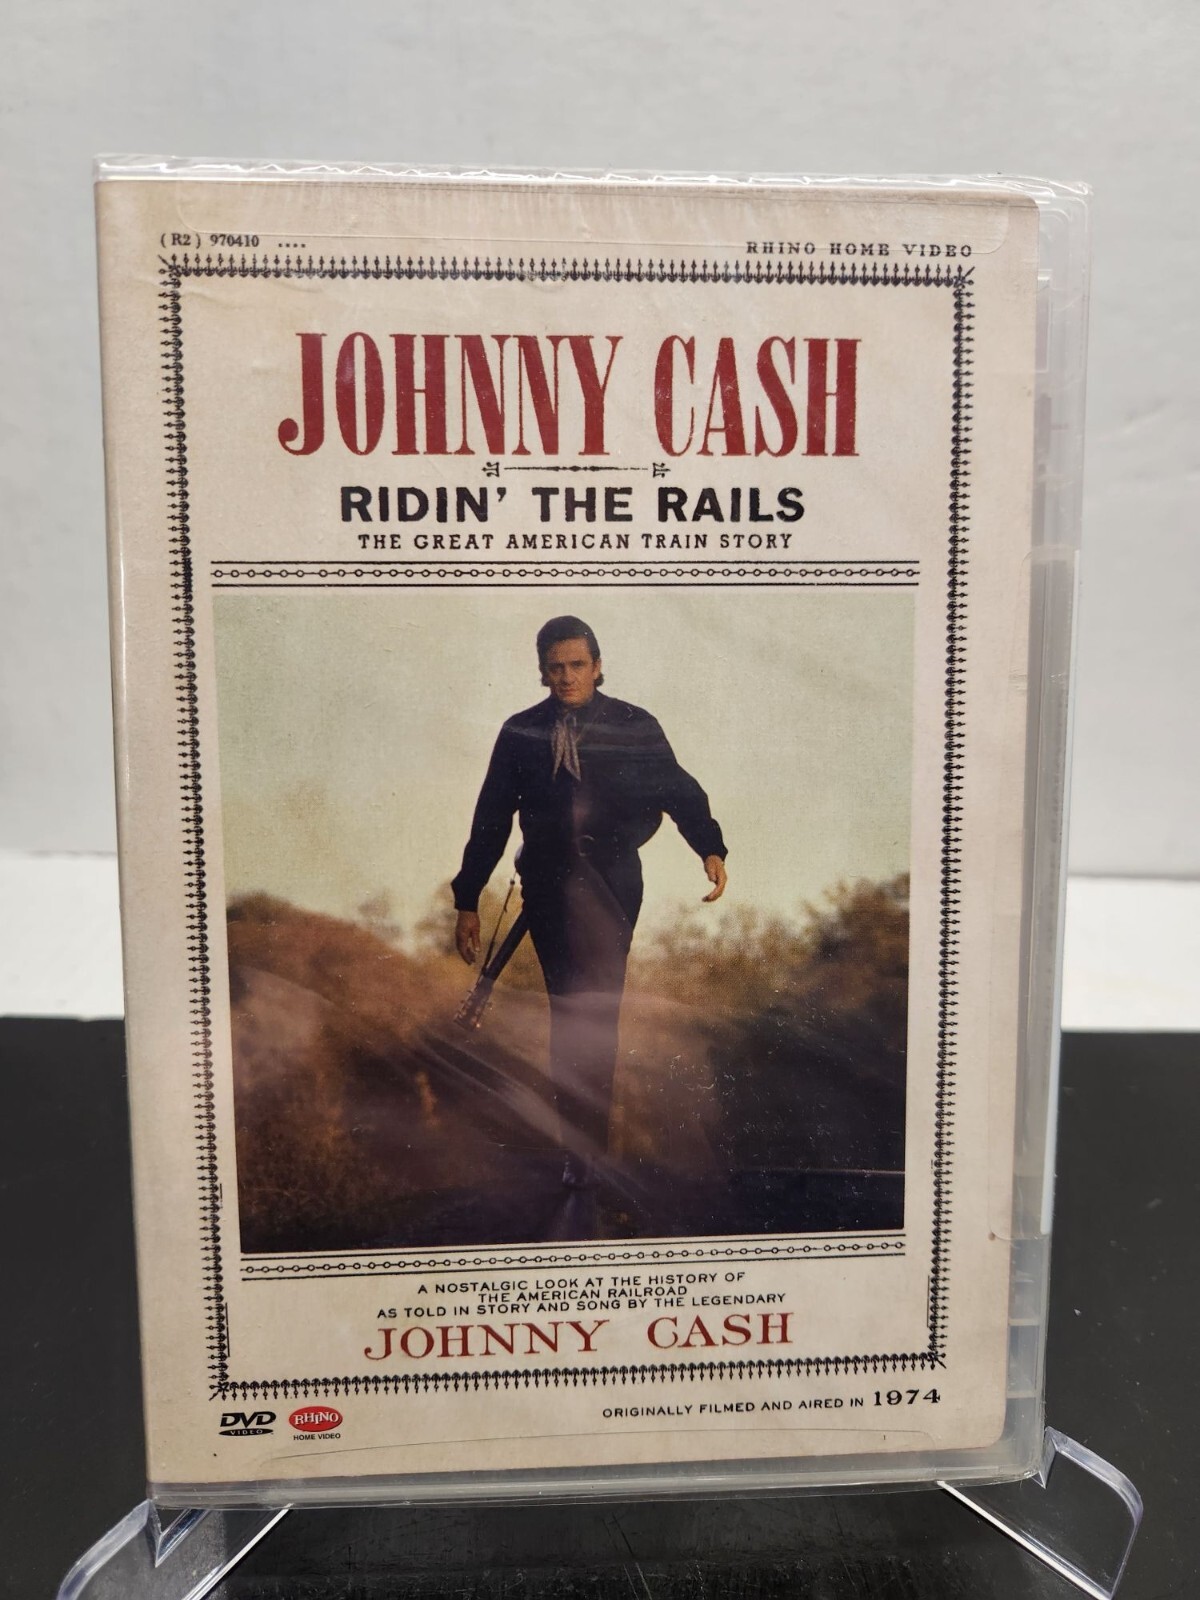 (R2) 970410 ....
RHINO HOME VIDEO
JOHNNY CASH
RIDIN' THE RAILS
THE GREAT AMERICAN TRAIN STORY
A NOSTALGIC LOOK AT THE HISTORY OF
THE AMERICAN RAILROAD
AS TOLD IN STORY AND SONG BY THE LEGENDARY
JOHNNY CASH
ORIGINALLY FILMED AND AIRED IN 1974
DVD
VIDEO
RHINO
HOME VIDEO